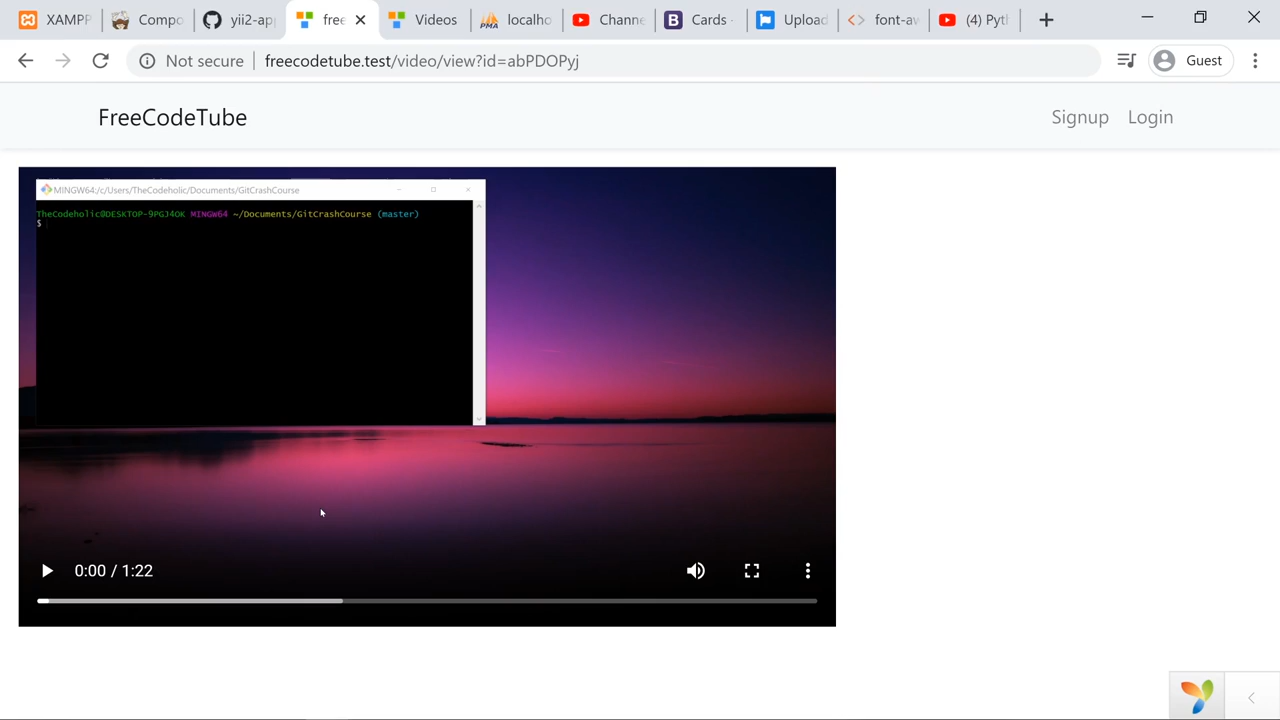 XAMPP
Compo
yii2-ap
free
Videos
localho
Channe
Cards -
Upload
font-aw
(4) Pyt
Not secure
freecodetube.test/video/view?id=abPDOPyj
Guest
FreeCodeTube
Signup
Login
MINGW64:/c/Users/TheCodeholic/Documents/GitCrashCourse
TheCodeholic@DESKTOP-9PGJ4OK MINGW64 ~/Documents/GitCrashCourse (master)
$
0:00 / 1:22